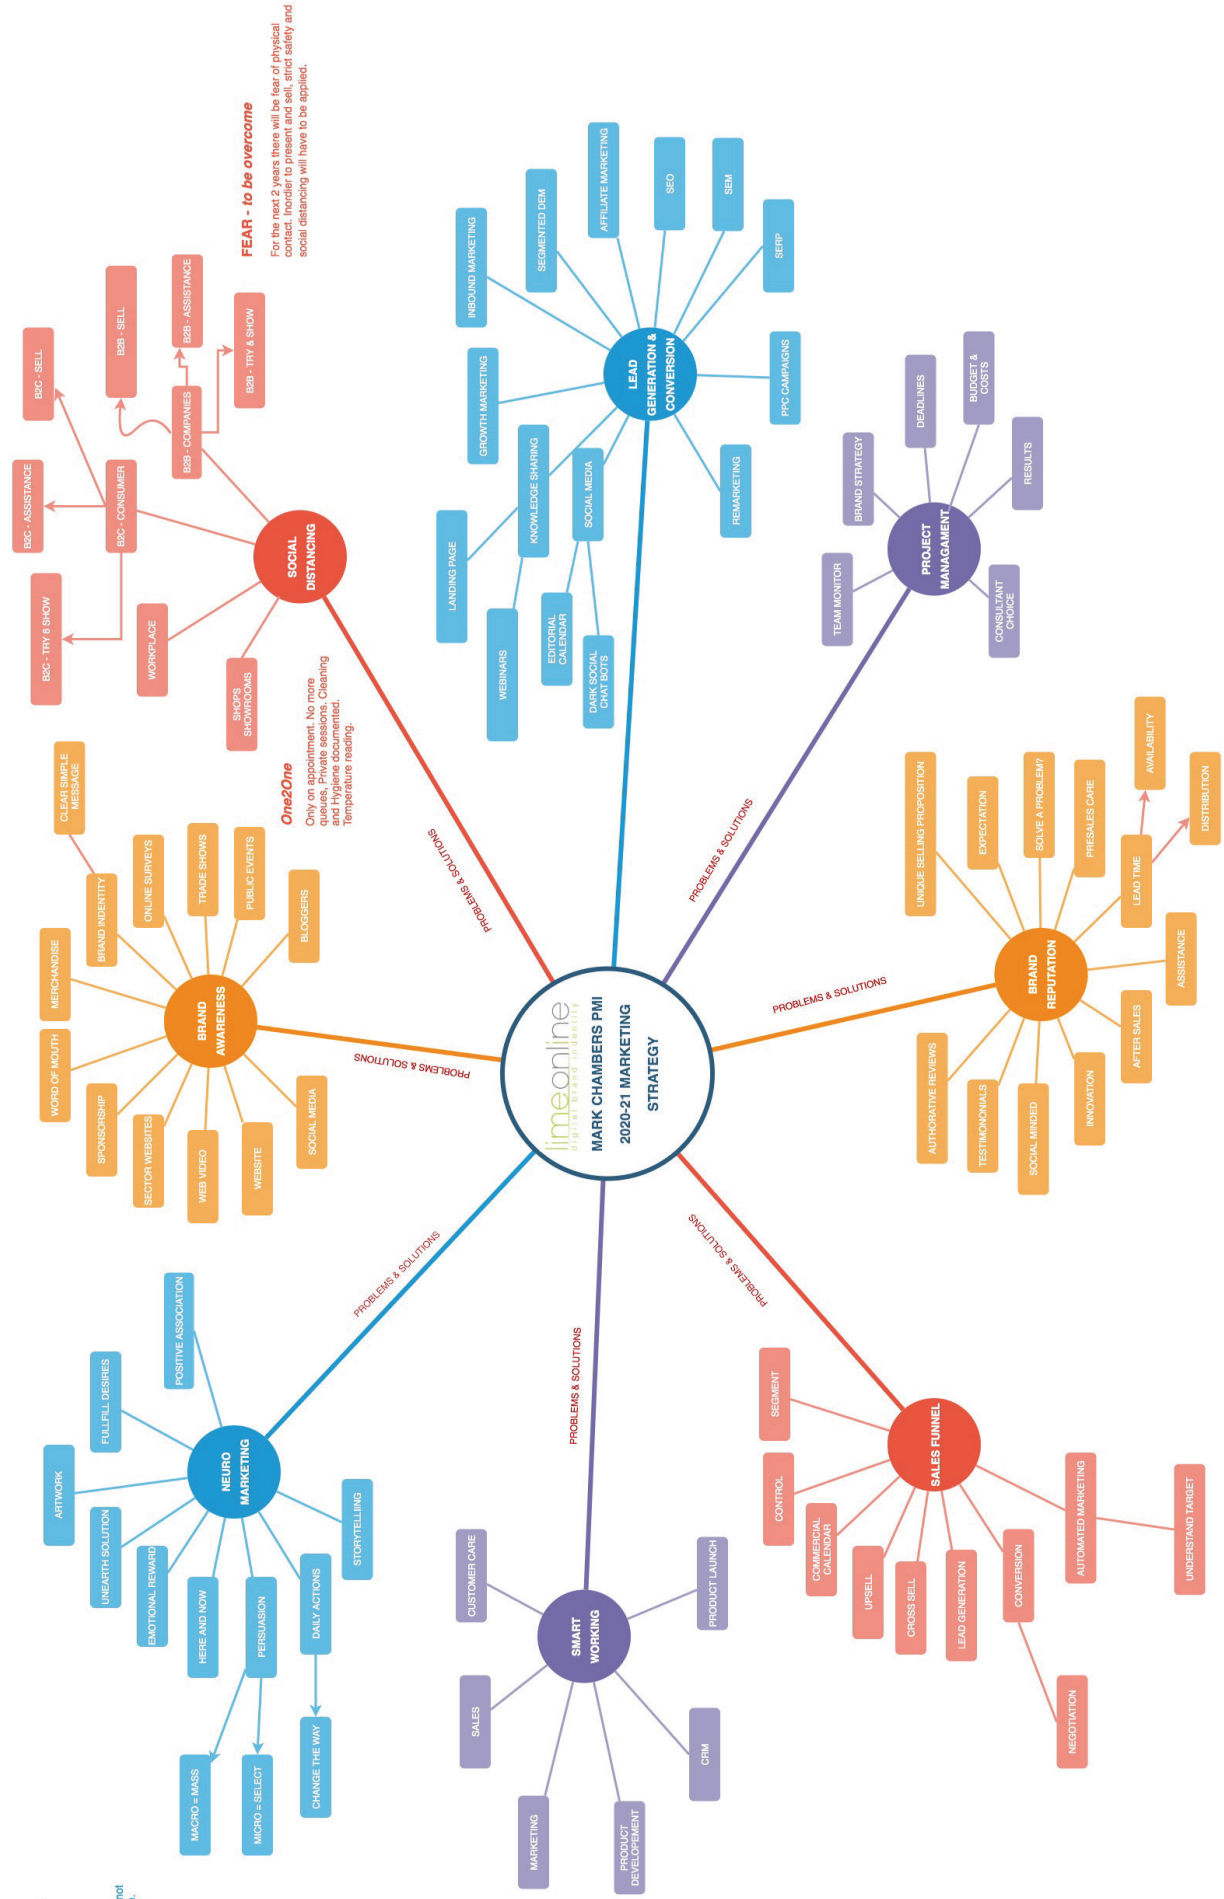 limeonline
digital brand indentity
MARK CHAMBERS PMI
2020-21 MARKETING
STRATEGY
PROBLEMS & SOLUTIONS
NEURO
MARKETING
POSITIVE ASSOCIATION
FULLFILL DESIRES
ARTWORK
UNEARTH SOLUTION
EMOTIONAL REWARD
HERE AND NOW
PERSUASION
MACRO = MASS
MICRO = SELECT
DAILY ACTIONS
CHANGE THE WAY
STORYTELLIING
not
PROBLEMS & SOLUTIONS
BRAND
AWARENESS
SOCIAL MEDIA
WEBSITE
WEB VIDEO
SECTOR WEBSITES
SPONSORSHIP
WORD OF MOUTH
MERCHANDISE
BRAND INDENTITY
CLEAR SIMPLE
MESSAGE
ONLINE SURVEYS
TRADE SHOWS
PUBLIC EVENTS
BLOGGERS
PROBLEMS & SOLUTIONS
SOCIAL
DISTANCING
SHOPS
SHOWROOMS
WORKPLACE
B2C - CONSUMER
B2C - TRY 8 SHOW
B2C - ASSISTANCE
B2C - SELL
B2B - COMPANIES
B2B - SELL
B2B - ASSISTANCE
B2B - TRY & SHOW
One2One
Only on appointment. No more
queues, Private sessions. Cleaning
and Hygiene documented.
Temperature reading.
FEAR - to be overcome
For the next 2 years there will be fear of physical
contact. Inordier to present and sell, strict safety and
social distancing will have to be applied.
LEAD
GENERATION &
CONVERSION
LANDING PAGE
WEBINARS
KNOWLEDGE SHARING
EDITORIAL
CALENDAR
DARK SOCIAL
CHAT BOTS
SOCIAL MEDIA
GROWTH MARKETING
INBOUND MARKETING
SEGMENTED DEM
AFFILIATE MARKETING
SEO
SEM
SERP
PPC CAMPAIGNS
REMARKETING
PROBLEMS & SOLUTIONS
PROJECT
MANAGAMENT
TEAM MONITOR
BRAND STRATEGY
DEADLINES
BUDGET &
COSTS
RESULTS
CONSULTANT
CHOICE
PROBLEMS & SOLUTIONS
BRAND
REPUTATION
UNIQUE SELLING PROPOSITION
EXPECTATION
SOLVE A PROBLEM?
PRESALES CARE
LEAD TIME
AVAILABILITY
DISTRIBUTION
ASSISTANCE
AFTER SALES
INNOVATION
SOCIAL MINDED
TESTIMONONIALS
AUTHORATIVE REVIEWS
PROBLEMS & SOLUTIONS
SALES FUNNEL
SEGMENT
CONTROL
COMMERCIAL
CALENDAR
UPSELL
CROSS SELL
LEAD GENERATION
CONVERSION
NEGOTIATION
AUTOMATED MARKETING
UNDERSTAND TARGET
PROBLEMS & SOLUTIONS
SMART
WORKING
CUSTOMER CARE
SALES
MARKETING
PRODUCT
DEVELOPEMENT
CRM
PRODUCT LAUNCH